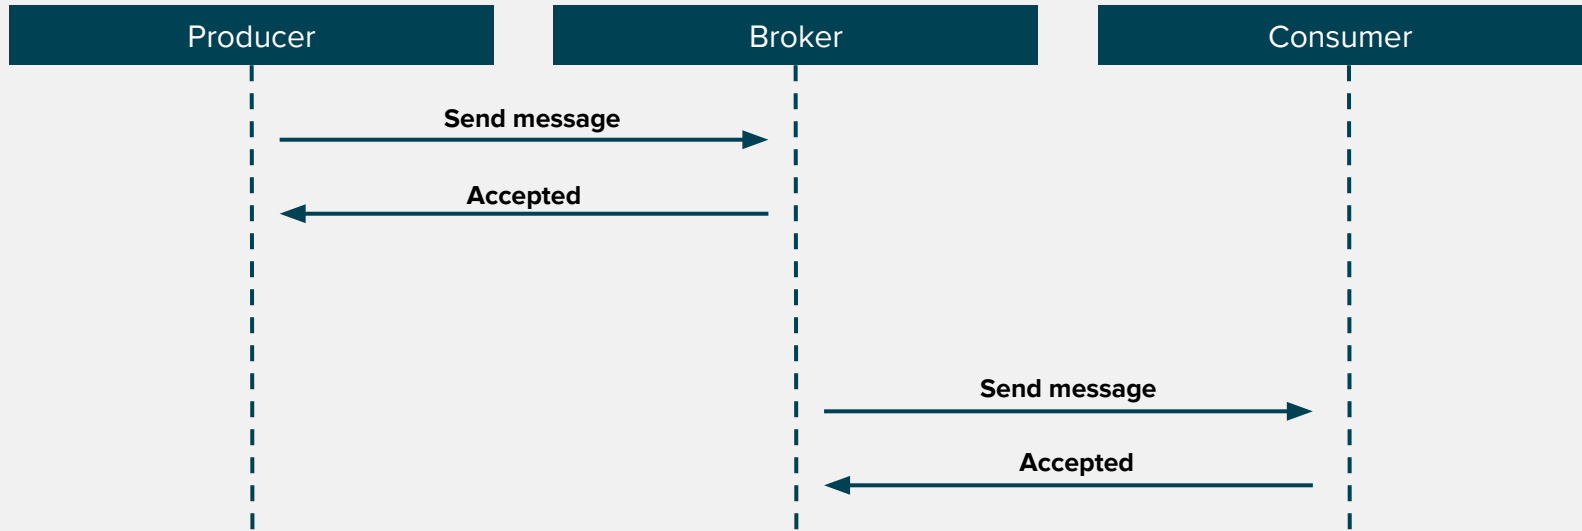 Producer
Broker
Consumer
Send message
Accepted
Send message
Accepted